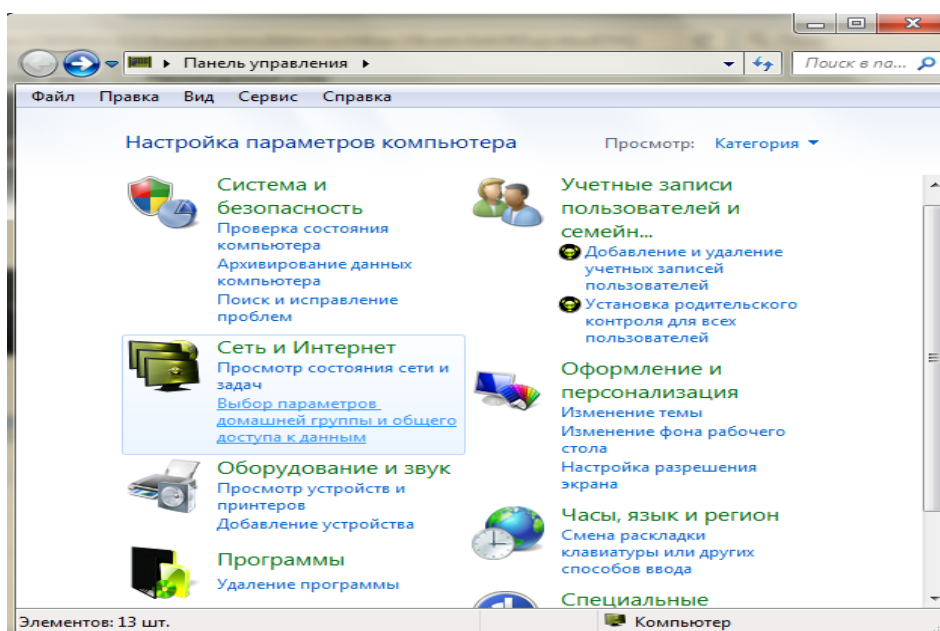 Панель управления
Поиск в па...
Файл Правка Вид Сервис Справка
Настройка параметров компьютера
Просмотр: Категория
Система и
безопасность
Проверка состояния
компьютера
Архивирование данных
компьютера
Поиск и исправление
проблем
Сеть и Интернет
Просмотр состояния сети и
задач
Выбор параметров
домашней группы и общего
доступа к данным
Оборудование и звук
Просмотр устройств и
принтеров
Добавление устройства
Программы
Удаление программы
Учетные записи
пользователей и
семейн...
Добавление и удаление
учетных записей
пользователей
Установка родительского
контроля для всех
пользователей
Оформление и
персонализация
Изменение темы
Изменение фона рабочего
стола
Настройка разрешения
экрана
Часы, язык и регион
Смена раскладки
клавиатуры или других
способов ввода
Специальные
Элементов: 13 шт.
Компьютер